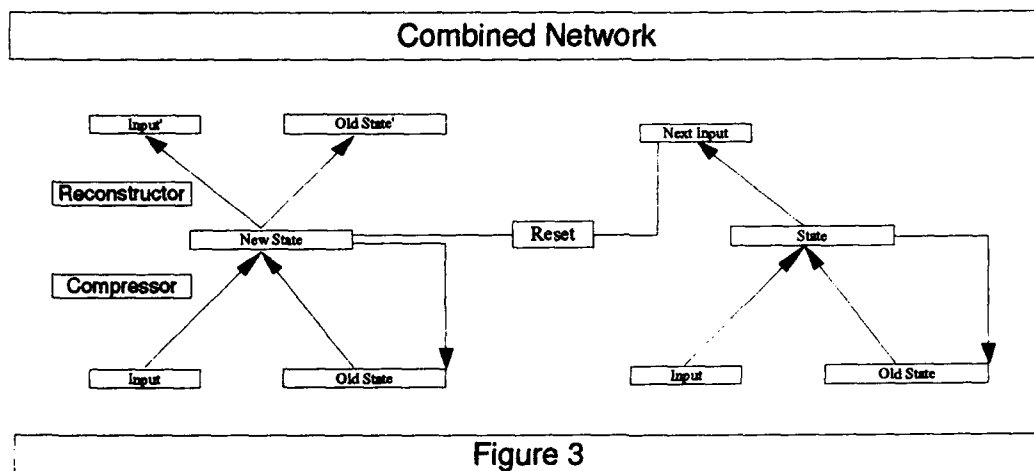 Combined Network
Input'
Old State'
Next Input
Reconstructor
New State
Reset
State
Compressor
Input
Old State
Input
Old State
Figure 3